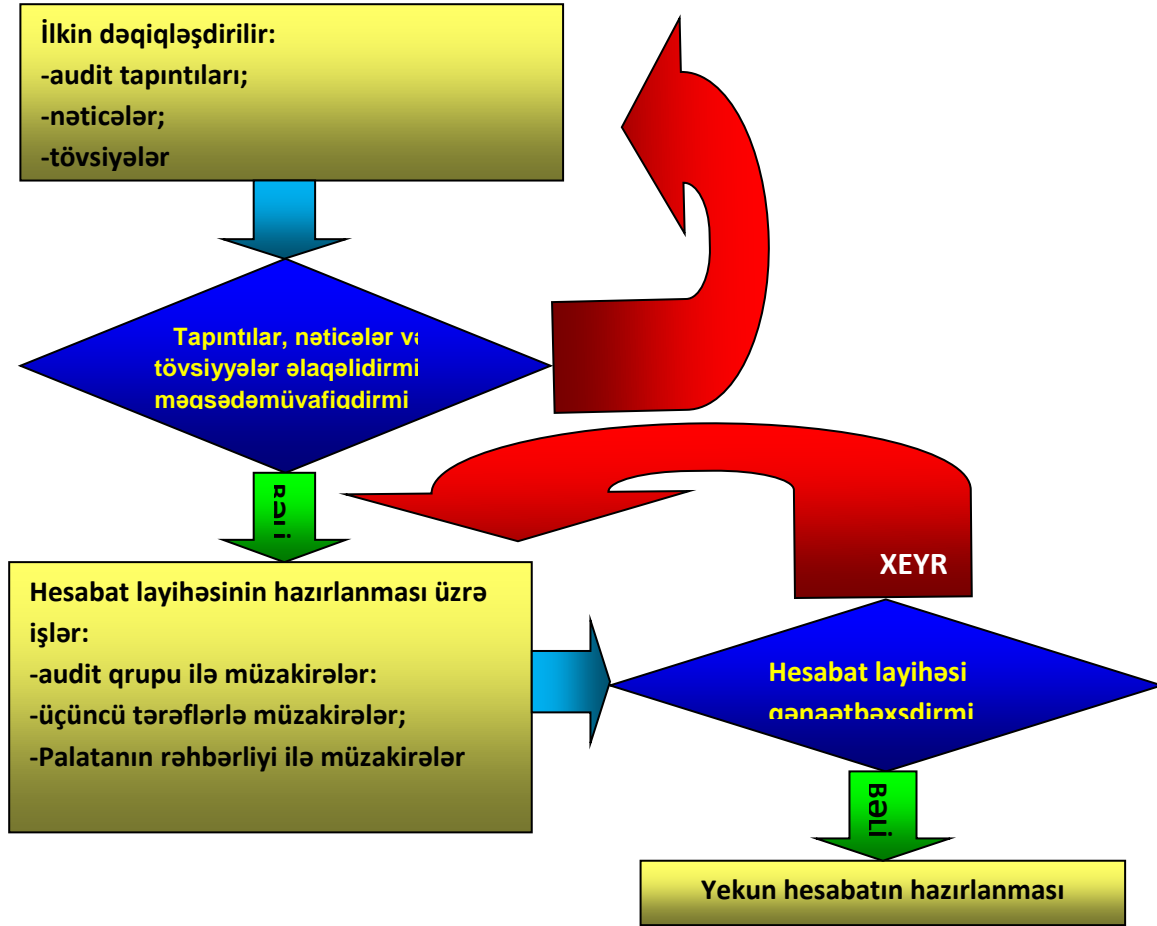 İlkin dəqiqləşdirilir:
-audit tapıntıları;
-nəticələr;
-tövsiyələr
Tapıntılar, nəticələr və
tövsiyyələr əlaqəlidirmi
məqsədəmüvafiqdirmi
BƏLİ
Hesabat layihəsinin hazırlanması üzrə
işlər:
-audit qrupu ilə müzakirələr:
-üçüncü tərəflərlə müzakirələr;
-Palatanın rəhbərliyi ilə müzakirələr
XEYR
Hesabat layihəsi
qənaətbəxşdirmi
BƏLİ
Yekun hesabatın hazırlanması